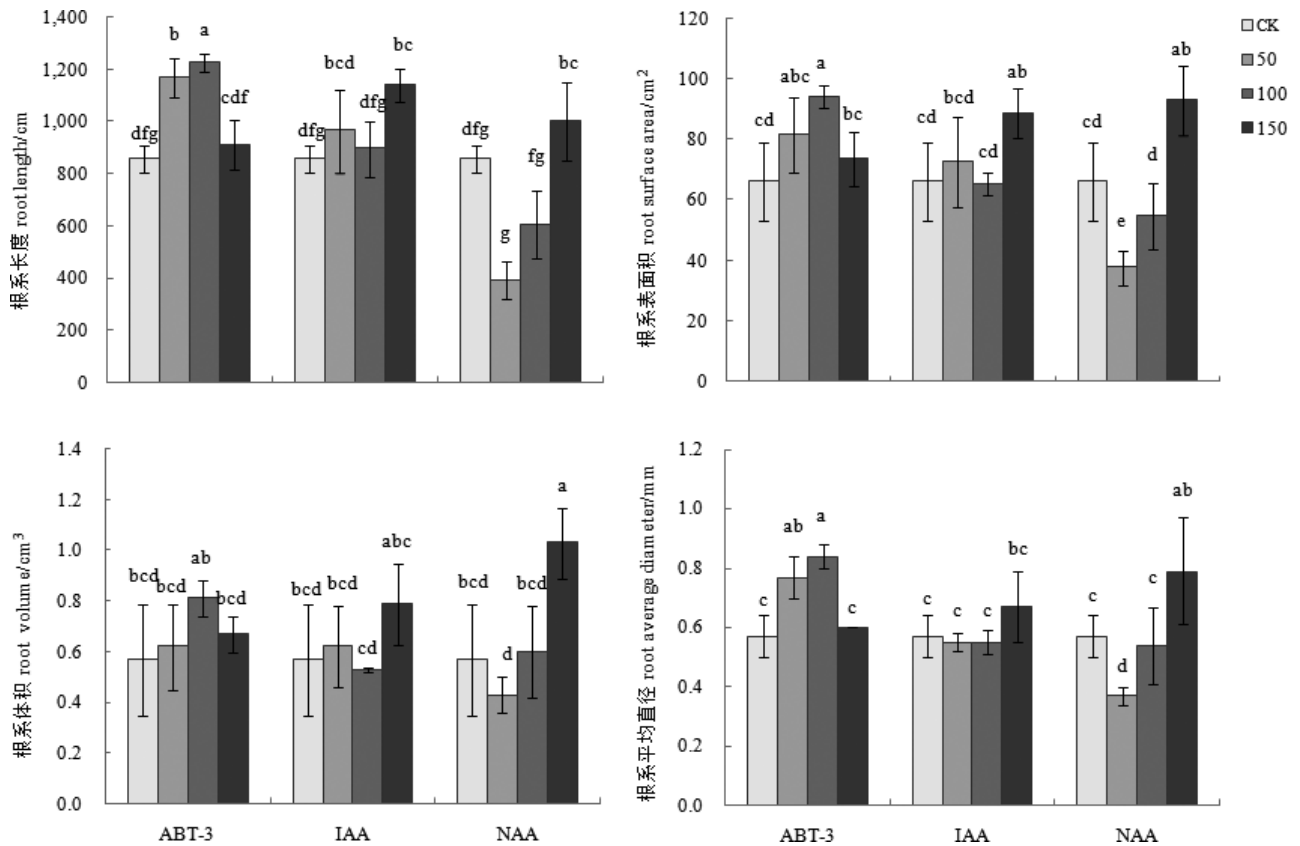 根系长度 root length/cm
1,400
1,200
1,000
800
600
400
200
0
dfg
b
a
cdf
dfg
bcd
dfg
bc
dfg
g
fg
bc
根系表面积 root surface area/cm²
120
100
80
60
40
20
0
cd
abc
a
bc
cd
bcd
cd
ab
cd
e
d
ab
CK
50
100
150
根系体积 root volume/cm³
1.4
1.2
1.0
0.8
0.6
0.4
0.2
0.0
bcd
bcd
ab
bcd
bcd
bcd
cd
abc
bcd
d
bcd
a
ABT-3
IAA
NAA
根系平均直径 root average diameter/mm
1.2
1.0
0.8
0.6
0.4
0.2
0.0
c
ab
a
c
c
c
c
bc
c
d
c
ab
ABT-3
IAA
NAA